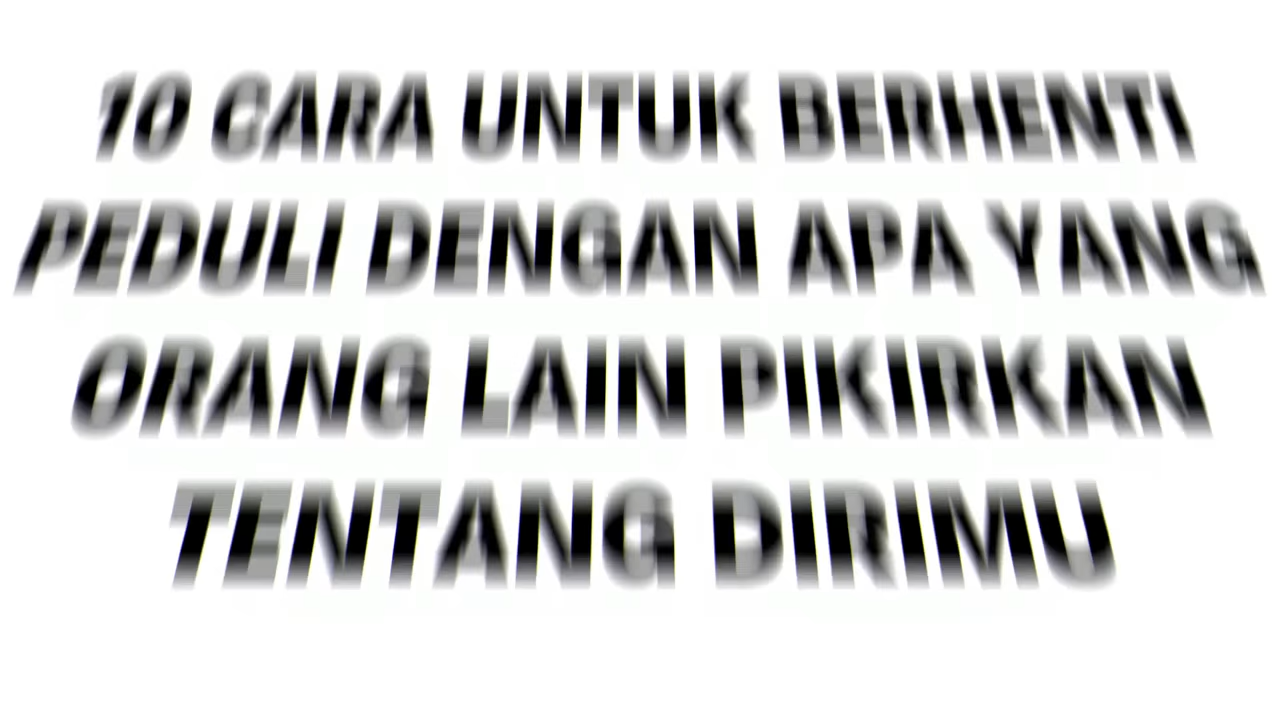 10 CARA UNTUK BERHENTI
PEDULI DENGAN APA YANG
ORANG LAIN PIKIRKAN
TENTANG DIRIMU